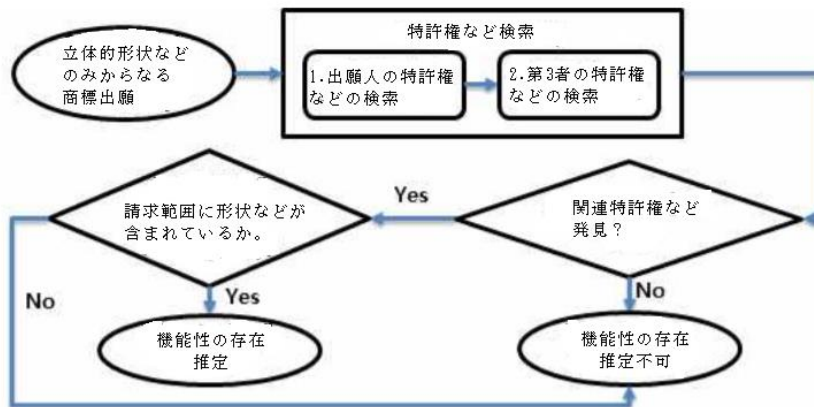 立体的形状など
のみからなる
商標出願
特許権など検索
1.出願人の特許権
などの検索
2.第3者の特許権
などの検索
関連特許権など
発見?
Yes
請求範囲に形状などが
含まれているか。
No
Yes
No
機能性の存在
推定
機能性の存在
推定不可